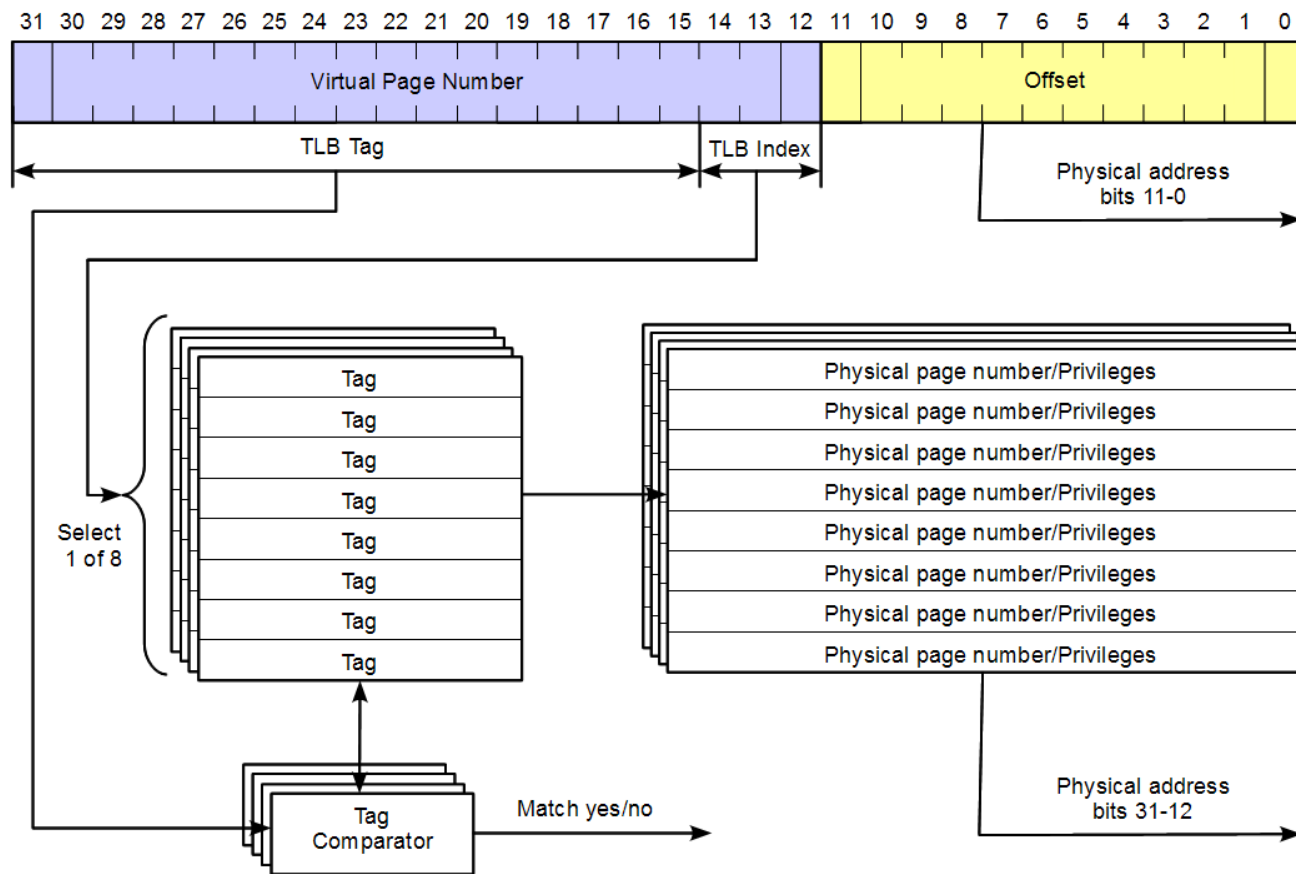 31 30 29 28 27 26 25 24 23 22 21 20 19 18 17 16 15 14 13 12 11 10 9 8 7 6 5 4 3 2 1 0
Virtual Page Number
Offset
TLB Tag
TLB Index
Physical address
bits 11-0
Select
1 of 8
Tag
Tag
Tag
Tag
Tag
Tag
Tag
Tag
Physical page number/Privileges
Physical page number/Privileges
Physical page number/Privileges
Physical page number/Privileges
Physical page number/Privileges
Physical page number/Privileges
Physical page number/Privileges
Physical page number/Privileges
Tag
Comparator
Match yes/no
Physical address
bits 31-12